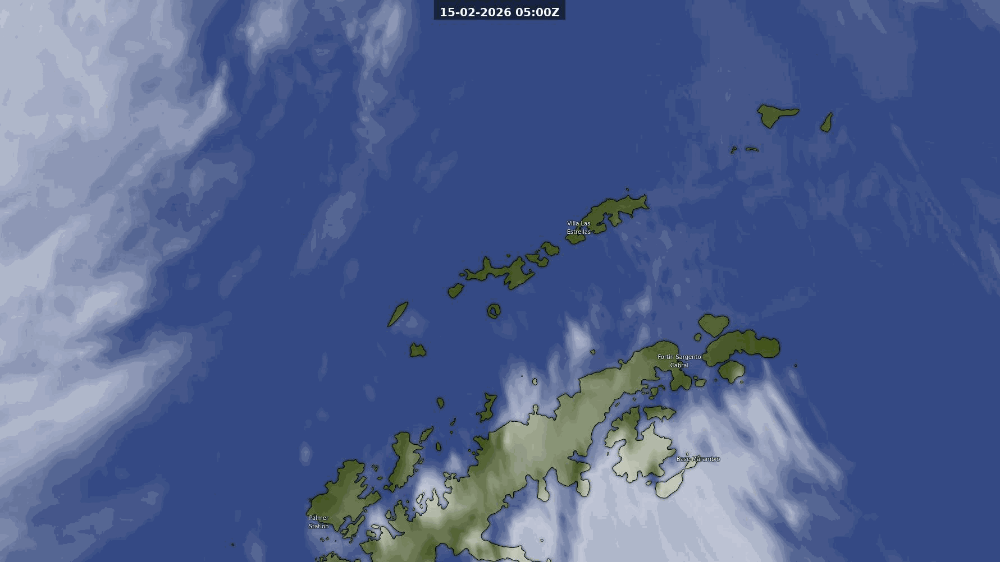 15-02-2026 05:00Z
Villa Las
Estrellas
Fortin Sargento
Cabral
Base Marambio
Palmer
Station